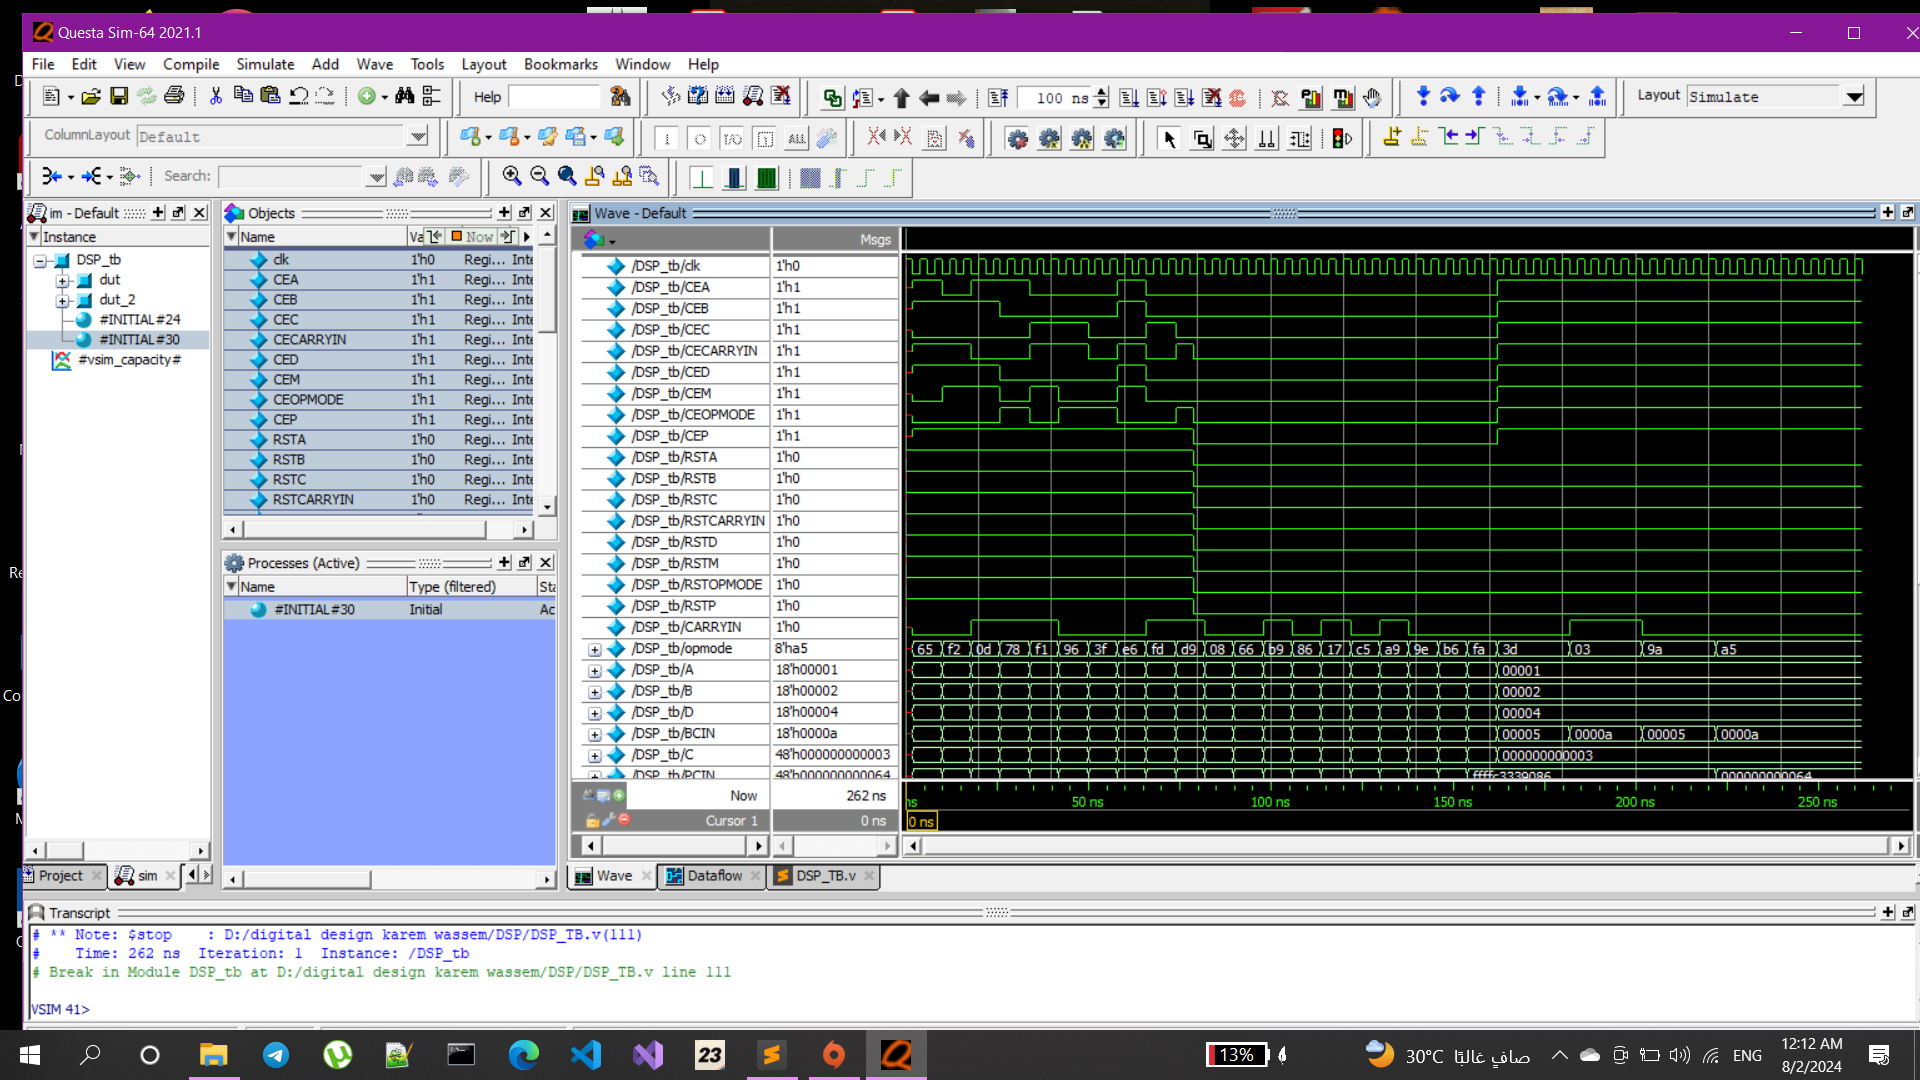 Questa Sim-64 2021.1
File Edit View Compile Simulate Add Wave Tools Layout Bookmarks Window Help
Help
100 ns
Layout Simulate
ColumnLayout Default
I/O
ALL
Search:
im - Default
Instance
DSP_tb
dut
dut_2
#INITIAL#24
#INITIAL#30
#vsim_capacity#
Project
sim
Objects
Name Va Now
clk 1'h0 Regi... Inte
CEA 1'h1 Regi... Inte
CEB 1'h1 Regi... Inte
CEC 1'h1 Regi... Inte
CECARRYIN 1'h1 Regi... Inte
CED 1'h1 Regi... Inte
CEM 1'h1 Regi... Inte
CEOPMODE 1'h1 Regi... Inte
CEP 1'h1 Regi... Inte
RSTA 1'h0 Regi... Inte
RSTB 1'h0 Regi... Inte
RSTC 1'h0 Regi... Inte
RSTCARRYIN 1'h0 Regi... Inte
Processes (Active)
Name Type (filtered) Sta
#INITIAL#30 Initial Ac
Wave - Default
Msgs
/DSP_tb/clk 1'h0
/DSP_tb/CEA 1'h1
/DSP_tb/CEB 1'h1
/DSP_tb/CEC 1'h1
/DSP_tb/CECARRYIN 1'h1
/DSP_tb/CED 1'h1
/DSP_tb/CEM 1'h1
/DSP_tb/CEOPMODE 1'h1
/DSP_tb/CEP 1'h1
/DSP_tb/RSTA 1'h0
/DSP_tb/RSTB 1'h0
/DSP_tb/RSTC 1'h0
/DSP_tb/RSTCARRYIN 1'h0
/DSP_tb/RSTD 1'h0
/DSP_tb/RSTM 1'h0
/DSP_tb/RSTOPMODE 1'h0
/DSP_tb/RSTP 1'h0
/DSP_tb/CARRYIN 1'h0
/DSP_tb/opmode 8'ha5 65 f2 0d 78 f1 96 3f e6 fd d9 08 66 b9 86 17 c5 a9 9e b6 fa 3d 03 9a a5
/DSP_tb/A 18'h00001 00001
/DSP_tb/B 18'h00002 00002
/DSP_tb/D 18'h00004 00004
/DSP_tb/BCIN 18'h0000a 00005 0000a 00005 0000a
/DSP_tb/C 48'h000000000003 000000000003
/DSP_tb/PCIN 48'h000000000064 ffffc3339086 000000000064
Now 262 ns ns 50 ns 100 ns 150 ns 200 ns 250 ns
Cursor 1 0 ns 0 ns
Wave Dataflow DSP_TB.v
Transcript
# ** Note: $stop : D:/digital design karem wassem/DSP/DSP_TB.v(111)
# Time: 262 ns Iteration: 1 Instance: /DSP_tb
# Break in Module DSP_tb at D:/digital design karem wassem/DSP/DSP_TB.v line 111
VSIM 41>
23
13%
30°C صافٍ غالبًا
ENG
12:12 AM
8/2/2024